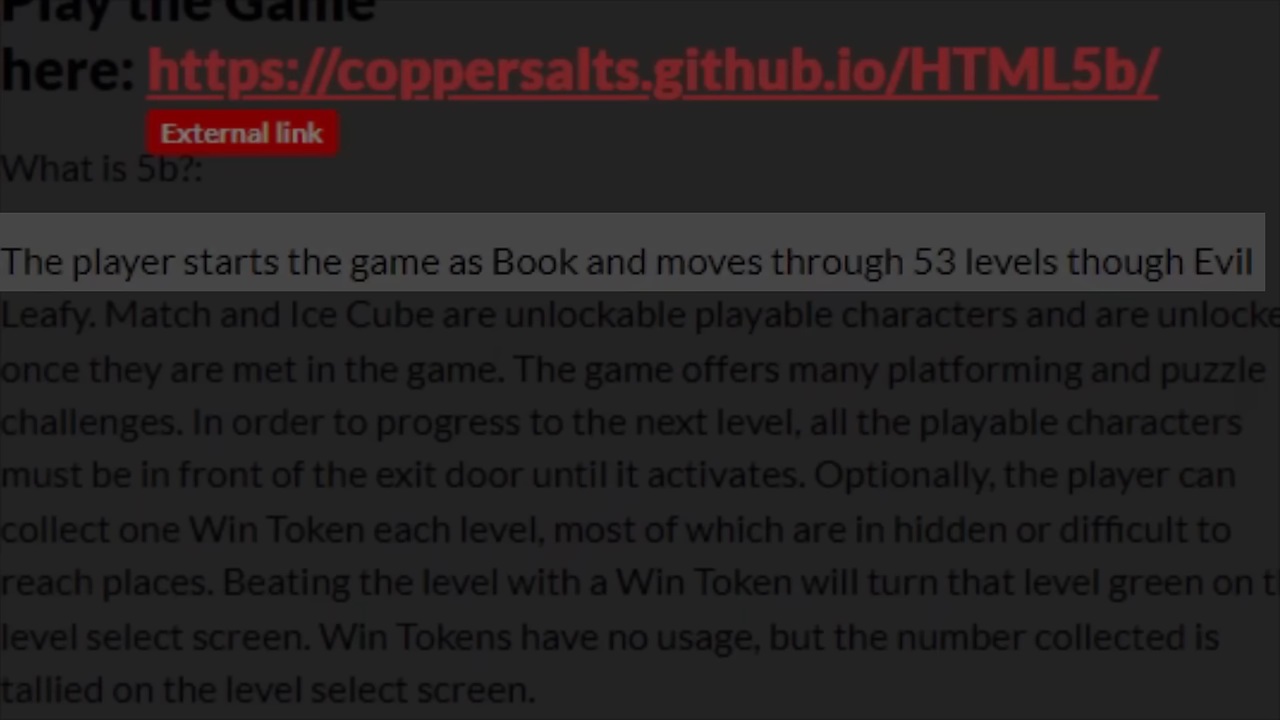 Play the Game
here: https://coppersalts.github.io/HTML5b/
External link
What is 5b?:
The player starts the game as Book and moves through 53 levels though Evil
Leafy. Match and Ice Cube are unlockable playable characters and are unlocke
once they are met in the game. The game offers many platforming and puzzle
challenges. In order to progress to the next level, all the playable characters
must be in front of the exit door until it activates. Optionally, the player can
collect one Win Token each level, most of which are in hidden or difficult to
reach places. Beating the level with a Win Token will turn that level green on t
level select screen. Win Tokens have no usage, but the number collected is
tallied on the level select screen.